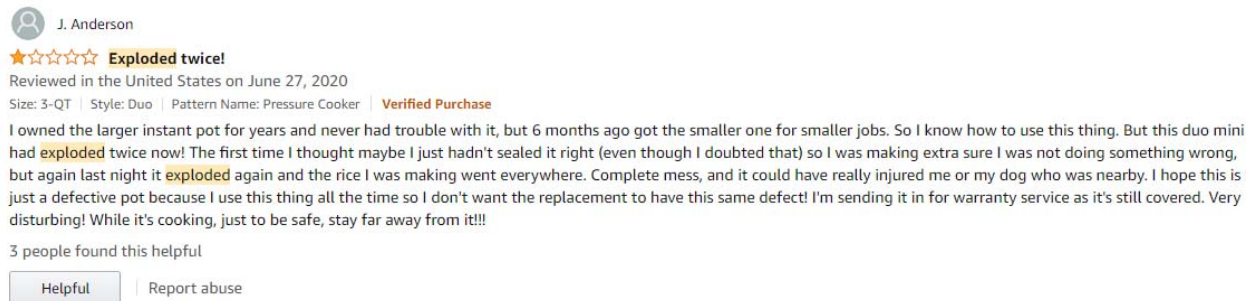 J. Anderson
Exploded twice!
Reviewed in the United States on June 27, 2020
Size: 3-QT | Style: Duo | Pattern Name: Pressure Cooker | Verified Purchase
I owned the larger instant pot for years and never had trouble with it, but 6 months ago got the smaller one for smaller jobs. So I know how to use this thing. But this duo mini
had exploded twice now! The first time I thought maybe I just hadn't sealed it right (even though I doubted that) so I was making extra sure I was not doing something wrong,
but again last night it exploded again and the rice I was making went everywhere. Complete mess, and it could have really injured me or my dog who was nearby. I hope this is
just a defective pot because I use this thing all the time so I don't want the replacement to have this same defect! I'm sending it in for warranty service as it's still covered. Very
disturbing! While it's cooking, just to be safe, stay far away from it!!!
3 people found this helpful
Helpful | Report abuse